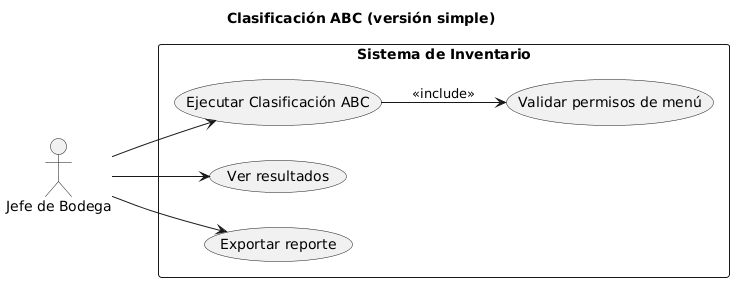 Clasificación ABC (versión simple)
Sistema de Inventario
Ejecutar Clasificación ABC
«include»
Validar permisos de menú
Ver resultados
Jefe de Bodega
Exportar reporte